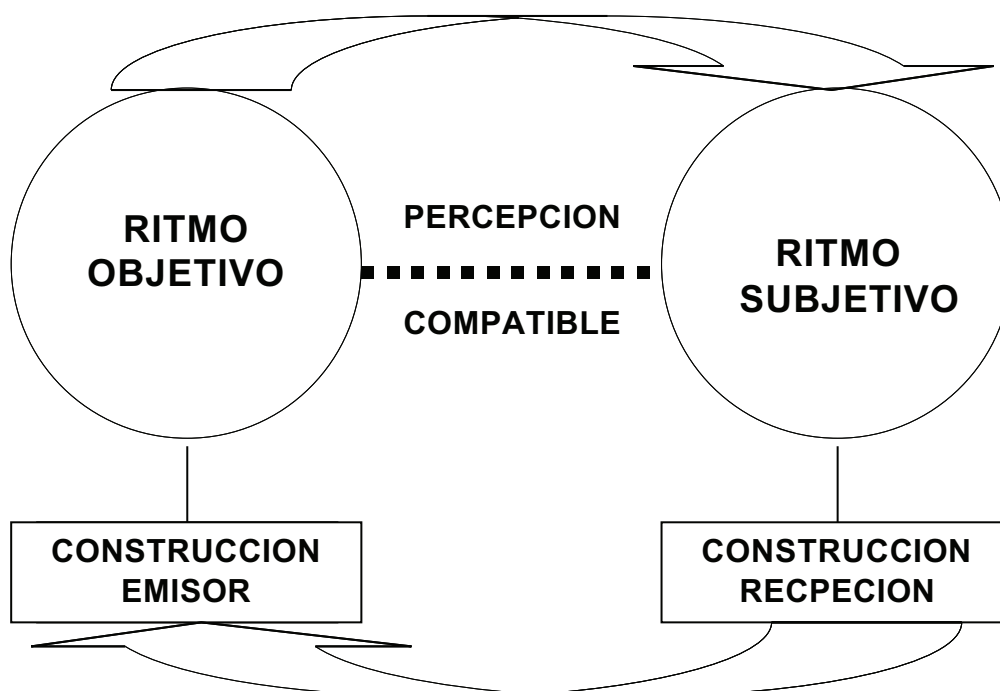 RITMO
OBJETIVO
PERCEPCION
COMPATIBLE
RITMO
SUBJETIVO
CONSTRUCCION
EMISOR
CONSTRUCCION
RECPECION